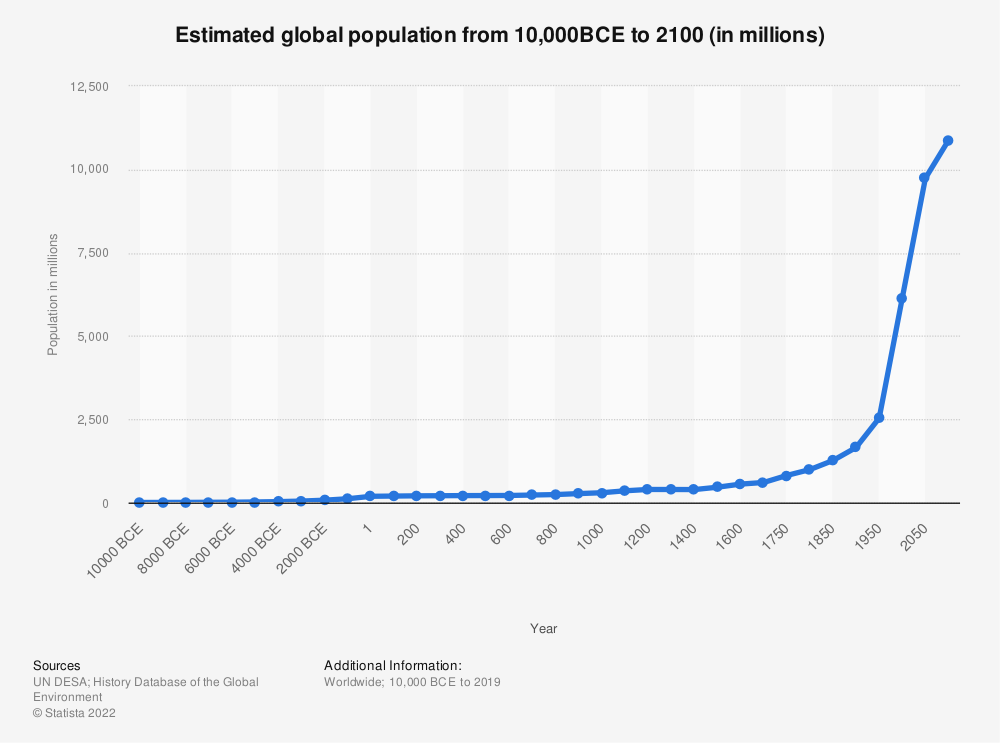 Estimated global population from 10,000BCE to 2100 (in millions)
12,500
10,000
7,500
5,000
2,500
0
Population in millions
10000 BCE
8000 BCE
6000 BCE
4000 BCE
2000 BCE
1
200
400
600
800
1000
1200
1400
1600
1750
1850
1950
2050
Year
Sources
UN DESA; History Database of the Global
Environment
© Statista 2022
Additional Information:
Worldwide; 10,000 BCE to 2019